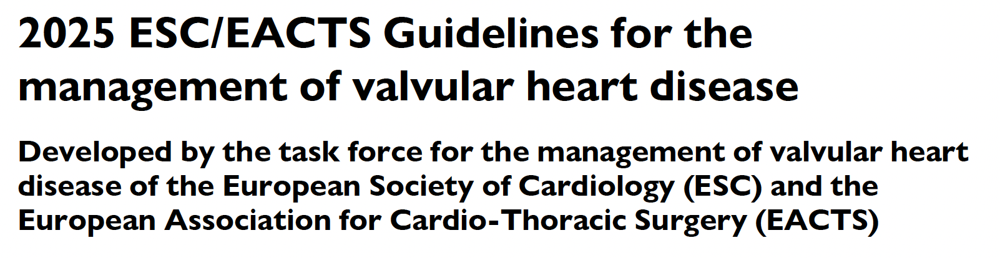 2025 ESC/EACTS Guidelines for the
management of valvular heart disease
Developed by the task force for the management of valvular heart
disease of the European Society of Cardiology (ESC) and the
European Association for Cardio-Thoracic Surgery (EACTS)